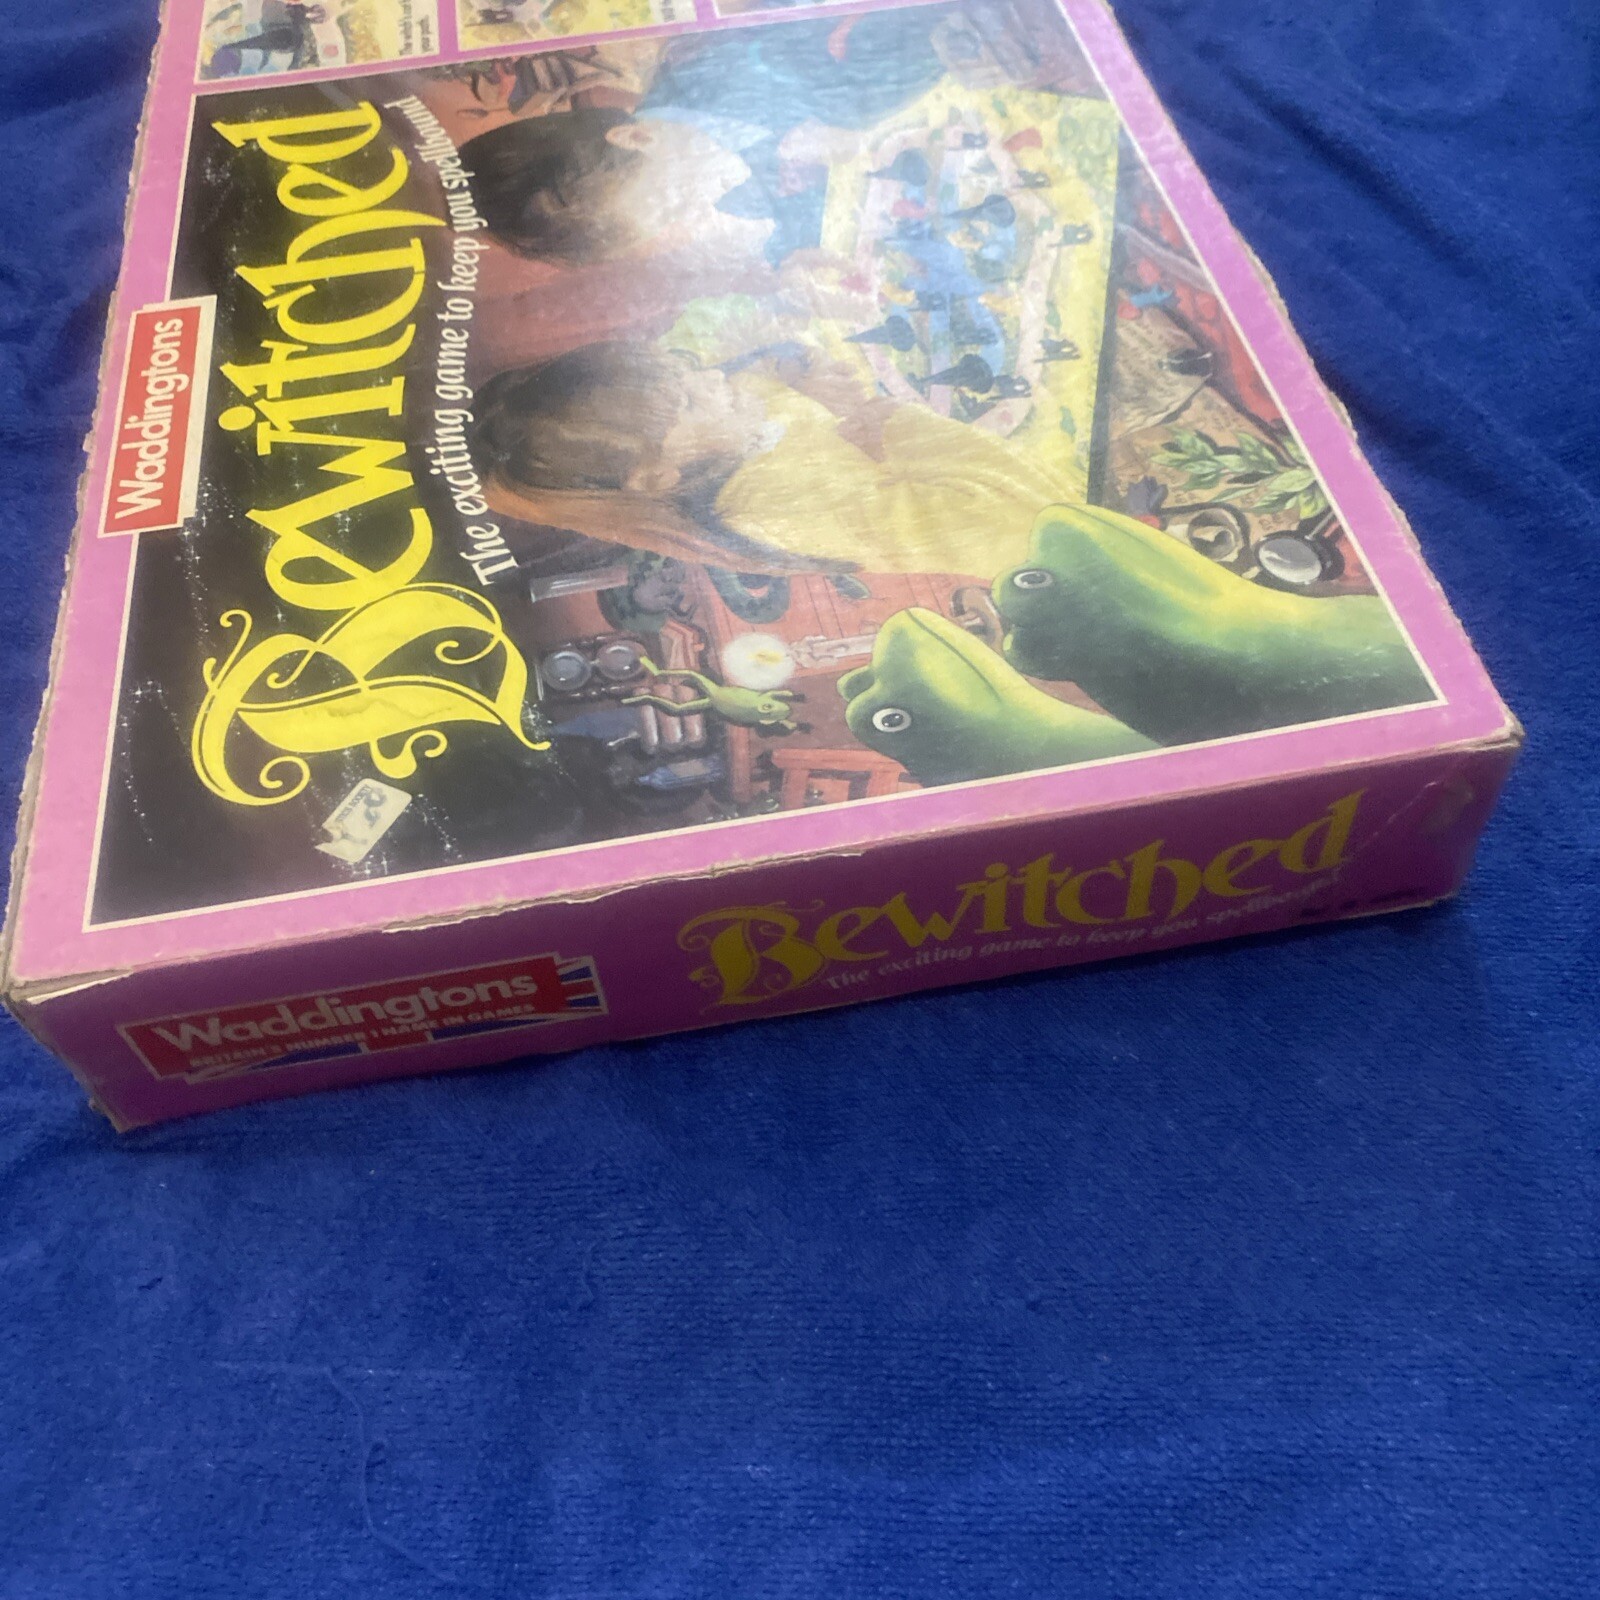 Waddingtons
Bewitched
The exciting game to keep you spellbound
Waddingtons
BRITAIN'S NUMBER 1 NAME IN GAMES
Bewitched
The exciting game to keep you spellbound